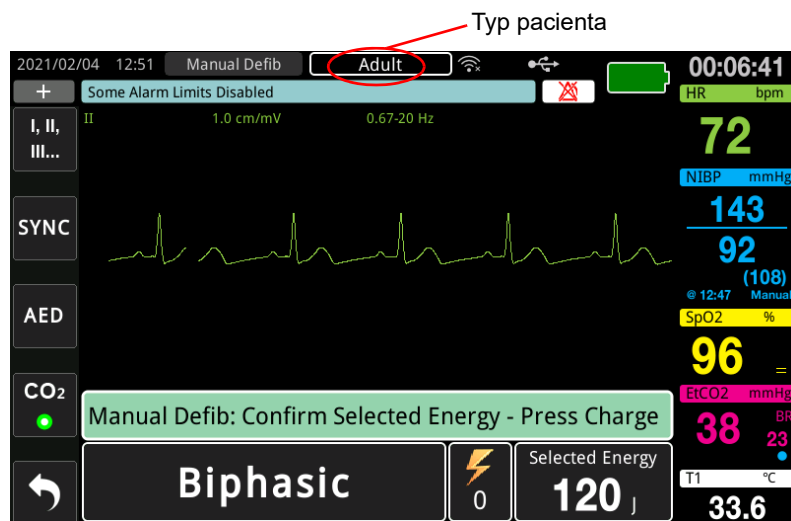 Typ pacienta
2021/02/04 12:51 Manual Defib Adult 00:06:41
+ Some Alarm Limits Disabled HR bpm
I, II,
III...
II 1.0 cm/mV 0.67-20 Hz
72
NIBP mmHg
143
92
(108)
@ 12:47 Manual
SYNC
AED
SpO2 %
96
CO2
EtCO2 mmHg
38 BR
23
Manual Defib: Confirm Selected Energy - Press Charge
Biphasic
0
Selected Energy
120 J
T1 °C
33.6